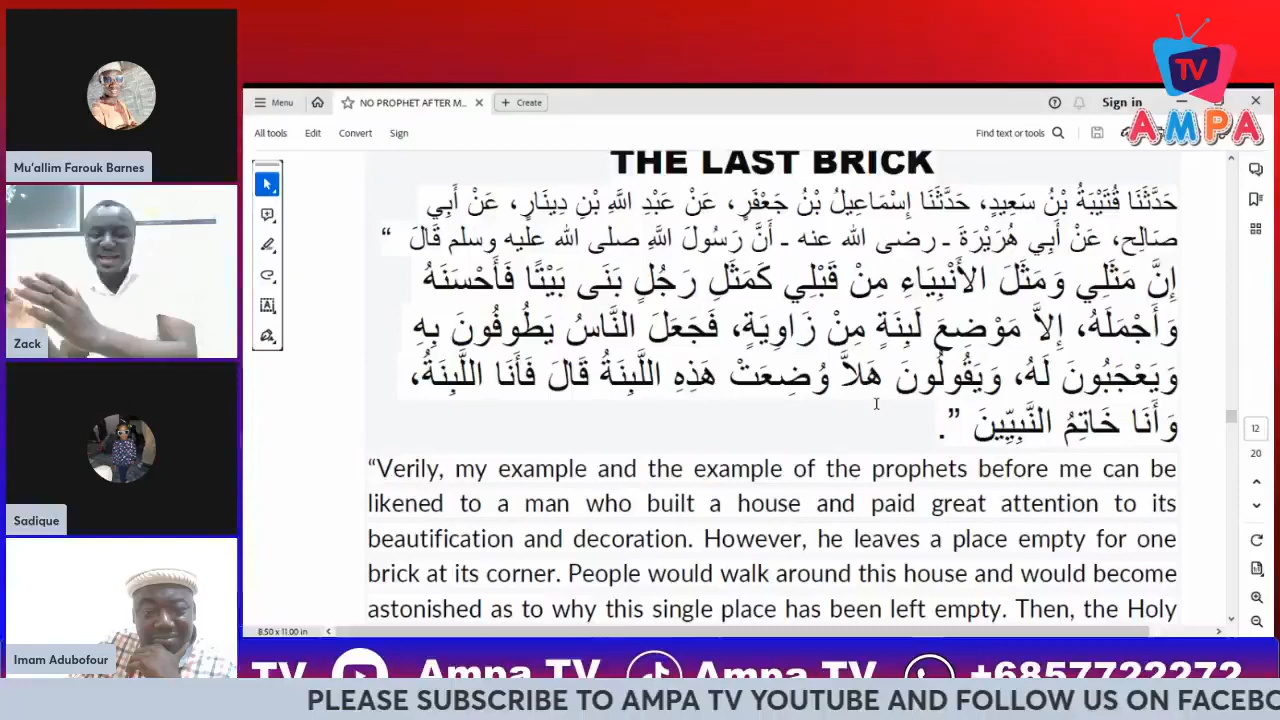 TV
AMPA
Mu'allim Farouk Barnes
Zack
Sadique
Imam Adubofour
Menu
NO PROPHET AFTER M...
Create
Sign in
All tools
Edit
Convert
Sign
Find text or tools
THE LAST BRICK
حَدَّثَنَا قُتَيْبَةُ بْنُ سَعِيدٍ، حَدَّثَنَا إِسْمَاعِيلُ بْنُ جَعْفَرٍ، عَنْ عَبْدِ اللَّهِ بْنِ دِينَارٍ، عَنْ أَبِي
صَالِحٍ، عَنْ أَبِي هُرَيْرَةَ ـ رضى الله عنه ـ أَنَّ رَسُولَ اللَّهِ صلى الله عليه وسلم قَالَ ‏"
إِنَّ مَثَلِي وَمَثَلَ الأَنْبِيَاءِ مِنْ قَبْلِي كَمَثَلِ رَجُلٍ بَنَى بَيْتًا فَأَحْسَنَهُ
وَأَجْمَلَهُ، إِلاَّ مَوْضِعَ لَبِنَةٍ مِنْ زَاوِيَةٍ، فَجَعَلَ النَّاسُ يَطُوفُونَ بِهِ
وَيَعْجَبُونَ لَهُ، وَيَقُولُونَ هَلاَّ وُضِعَتْ هَذِهِ اللَّبِنَةُ قَالَ فَأَنَا اللَّبِنَةُ،
وَأَنَا خَاتِمُ النَّبِيِّينَ ‏"‏‏.‏
“Verily, my example and the example of the prophets before me can be
likened to a man who built a house and paid great attention to its
beautification and decoration. However, he leaves a place empty for one
brick at its corner. People would walk around this house and would become
astonished as to why this single place has been left empty. Then, the Holy
12
20
8.50 x 11.00 in
TV Ampa TV Ampa TV +6857722272
PLEASE SUBSCRIBE TO AMPA TV YOUTUBE AND FOLLOW US ON FACEBO